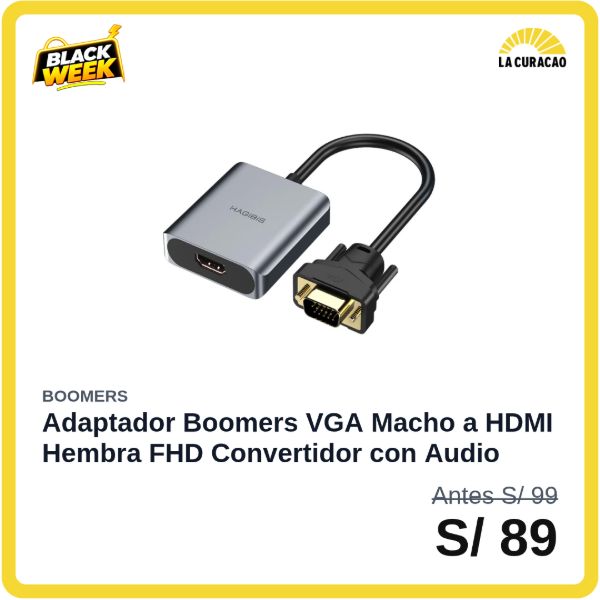 BLACK
WEEK
LA CURACAO
HAGIBIS
BOOMERS
Adaptador Boomers VGA Macho a HDMI
Hembra FHD Convertidor con Audio
Antes S/ 99
S/ 89